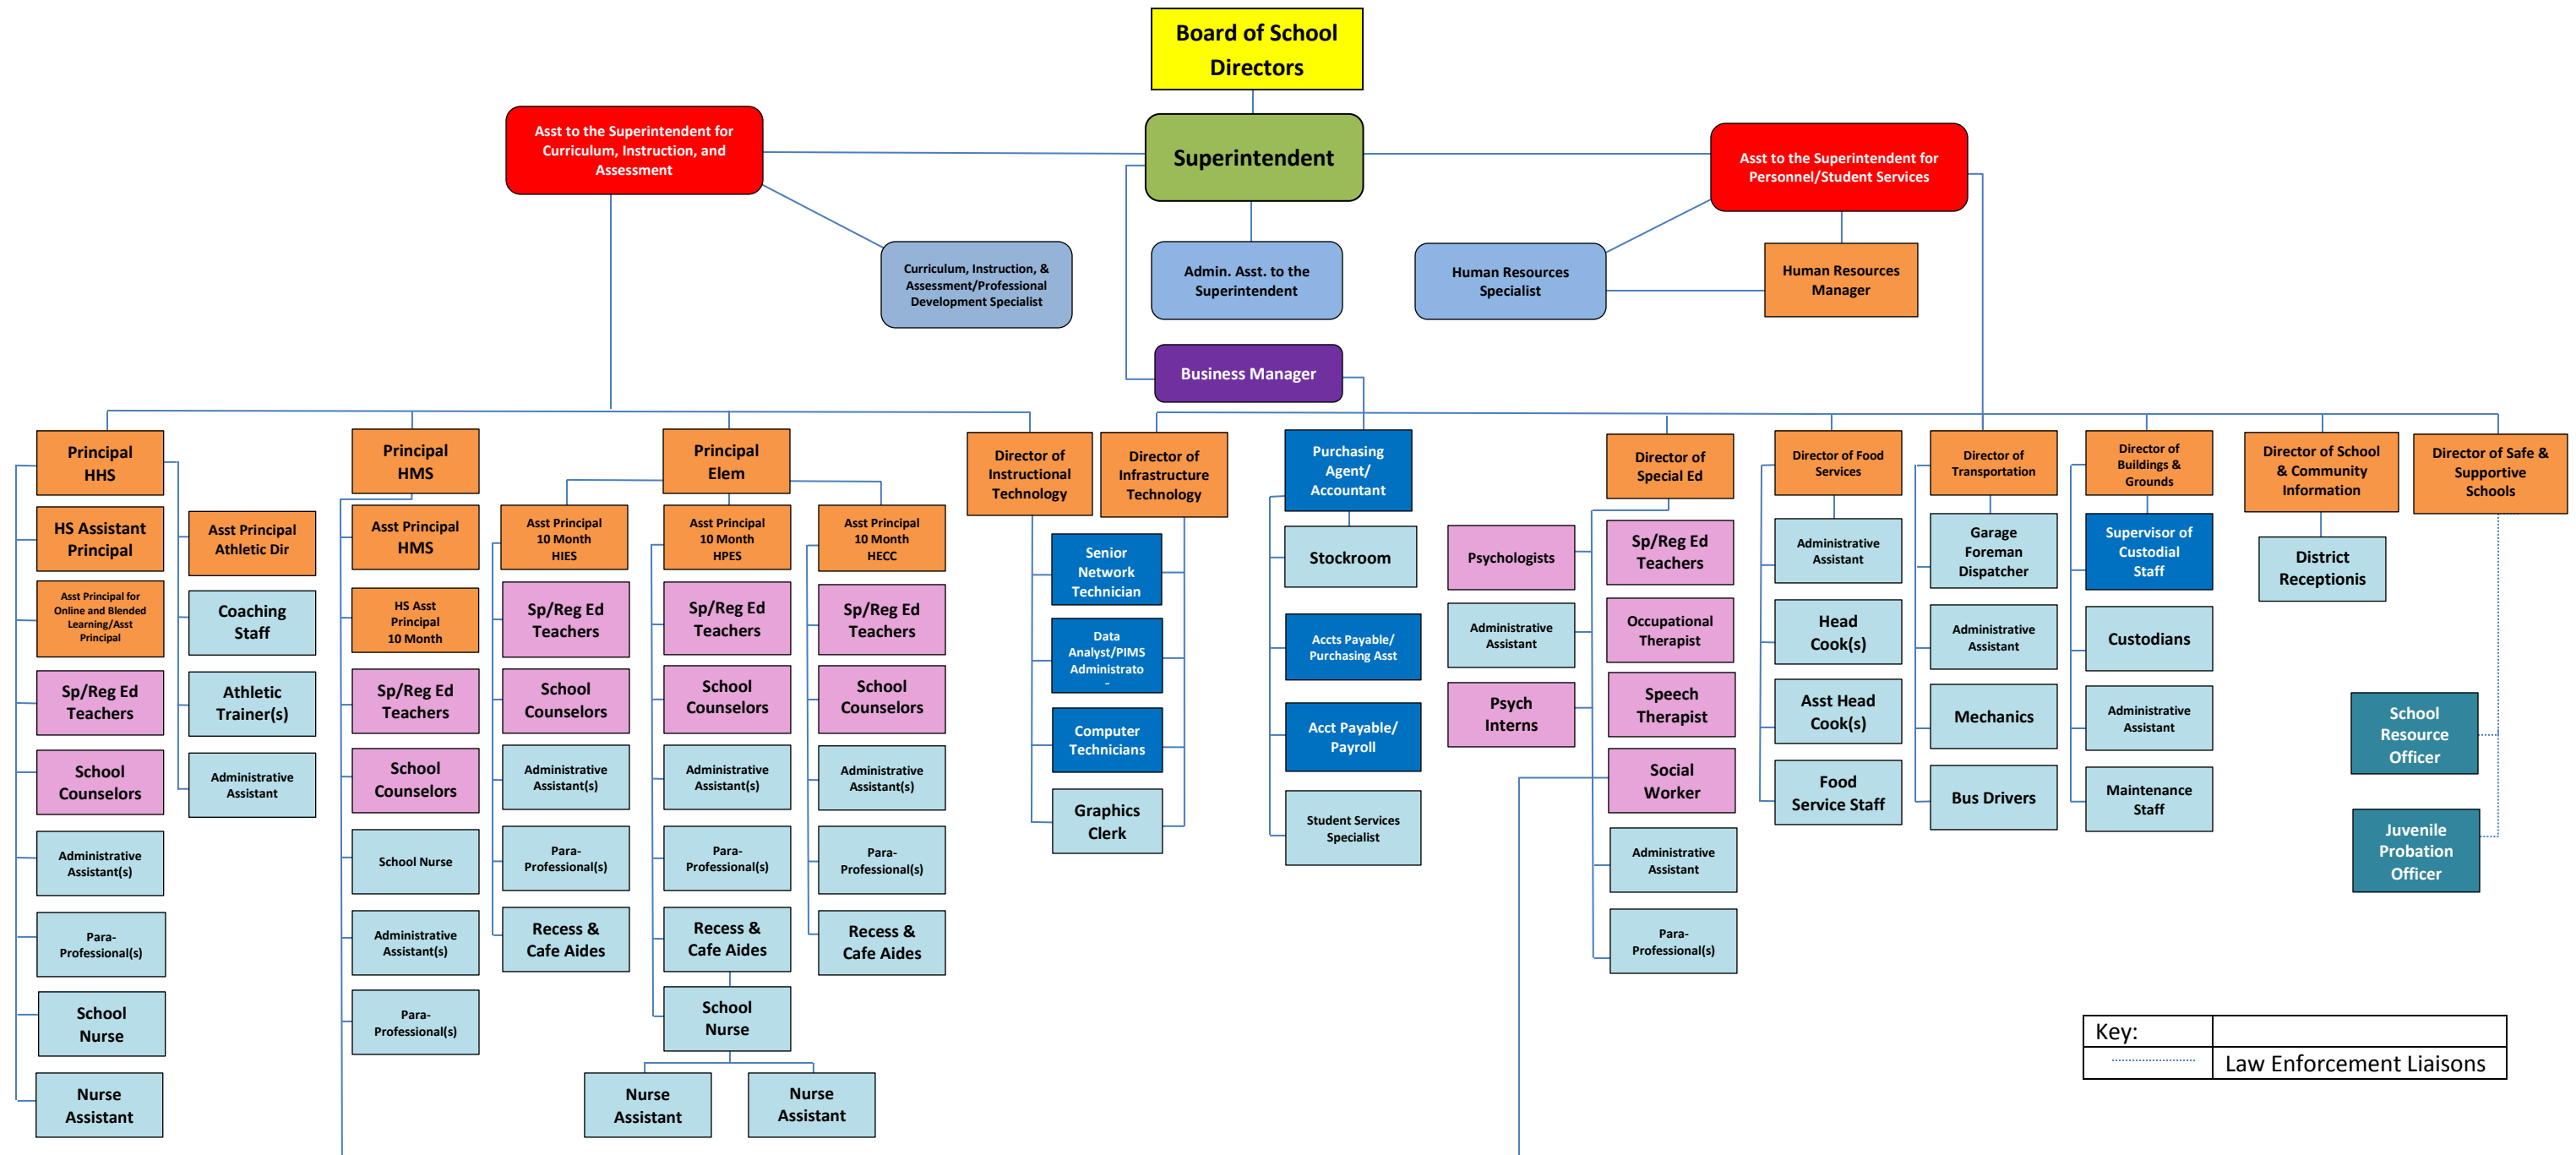 Board of School
Directors
Asst to the Superintendent for
Curriculum, Instruction, and
Assessment
Superintendent
Asst to the Superintendent for
Personnel/Student Services
Curriculum, Instruction, &
Assessment/Professional
Development Specialist
Admin. Asst. to the
Superintendent
Human Resources
Specialist
Human Resources
Manager
Business Manager
Principal
HHS
HS Assistant
Principal
Asst Principal for
Online and Blended
Learning/Asst
Principal
Sp/Reg Ed
Teachers
School
Counselors
Administrative
Assistant(s)
Para-
Professional(s)
School
Nurse
Nurse
Assistant
Asst Principal
Athletic Dir
Coaching
Staff
Athletic
Trainer(s)
Administrative
Assistant
Principal
HMS
Asst Principal
HMS
HS Asst
Principal
10 Month
Sp/Reg Ed
Teachers
School
Counselors
School Nurse
Administrative
Assistant(s)
Para-
Professional(s)
Principal
Elem
Asst Principal
10 Month
HIES
Sp/Reg Ed
Teachers
School
Counselors
Administrative
Assistant(s)
Para-
Professional(s)
Recess &
Cafe Aides
Asst Principal
10 Month
HPES
Sp/Reg Ed
Teachers
School
Counselors
Administrative
Assistant(s)
Para-
Professional(s)
Recess &
Cafe Aides
School
Nurse
Nurse
Assistant
Nurse
Assistant
Asst Principal
10 Month
HECC
Sp/Reg Ed
Teachers
School
Counselors
Administrative
Assistant(s)
Para-
Professional(s)
Recess &
Cafe Aides
Director of
Instructional
Technology
Director of
Infrastructure
Technology
Senior
Network
Technician
Data
Analyst/PIMS
Administrato
Computer
Technicians
Graphics
Clerk
Purchasing
Agent/
Accountant
Stockroom
Accts Payable/
Purchasing Asst
Acct Payable/
Payroll
Student Services
Specialist
Director of
Special Ed
Psychologists
Administrative
Assistant
Psych
Interns
Sp/Reg Ed
Teachers
Occupational
Therapist
Speech
Therapist
Social
Worker
Administrative
Assistant
Para-
Professional(s)
Director of Food
Services
Administrative
Assistant
Head
Cook(s)
Asst Head
Cook(s)
Food
Service Staff
Director of
Transportation
Garage
Foreman
Dispatcher
Administrative
Assistant
Mechanics
Bus Drivers
Director of
Buildings &
Grounds
Supervisor of
Custodial
Staff
Custodians
Administrative
Assistant
Maintenance
Staff
Director of School
& Community
Information
District
Receptionis
Director of Safe &
Supportive
Schools
School
Resource
Officer
Juvenile
Probation
Officer
Key:
Law Enforcement Liaisons